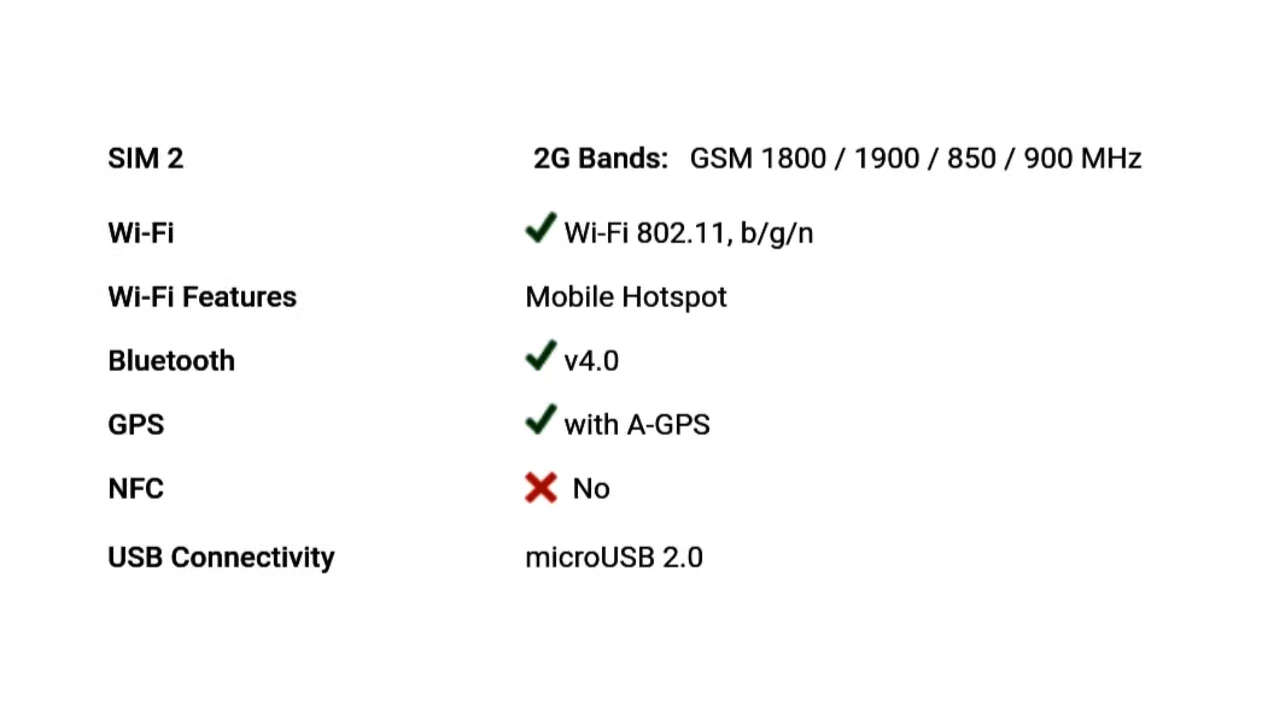 SIM 2 2G Bands: GSM 1800 / 1900 / 850 / 900 MHz
Wi-Fi ✔ Wi-Fi 802.11, b/g/n
Wi-Fi Features Mobile Hotspot
Bluetooth ✔ v4.0
GPS ✔ with A-GPS
NFC ✖ No
USB Connectivity microUSB 2.0